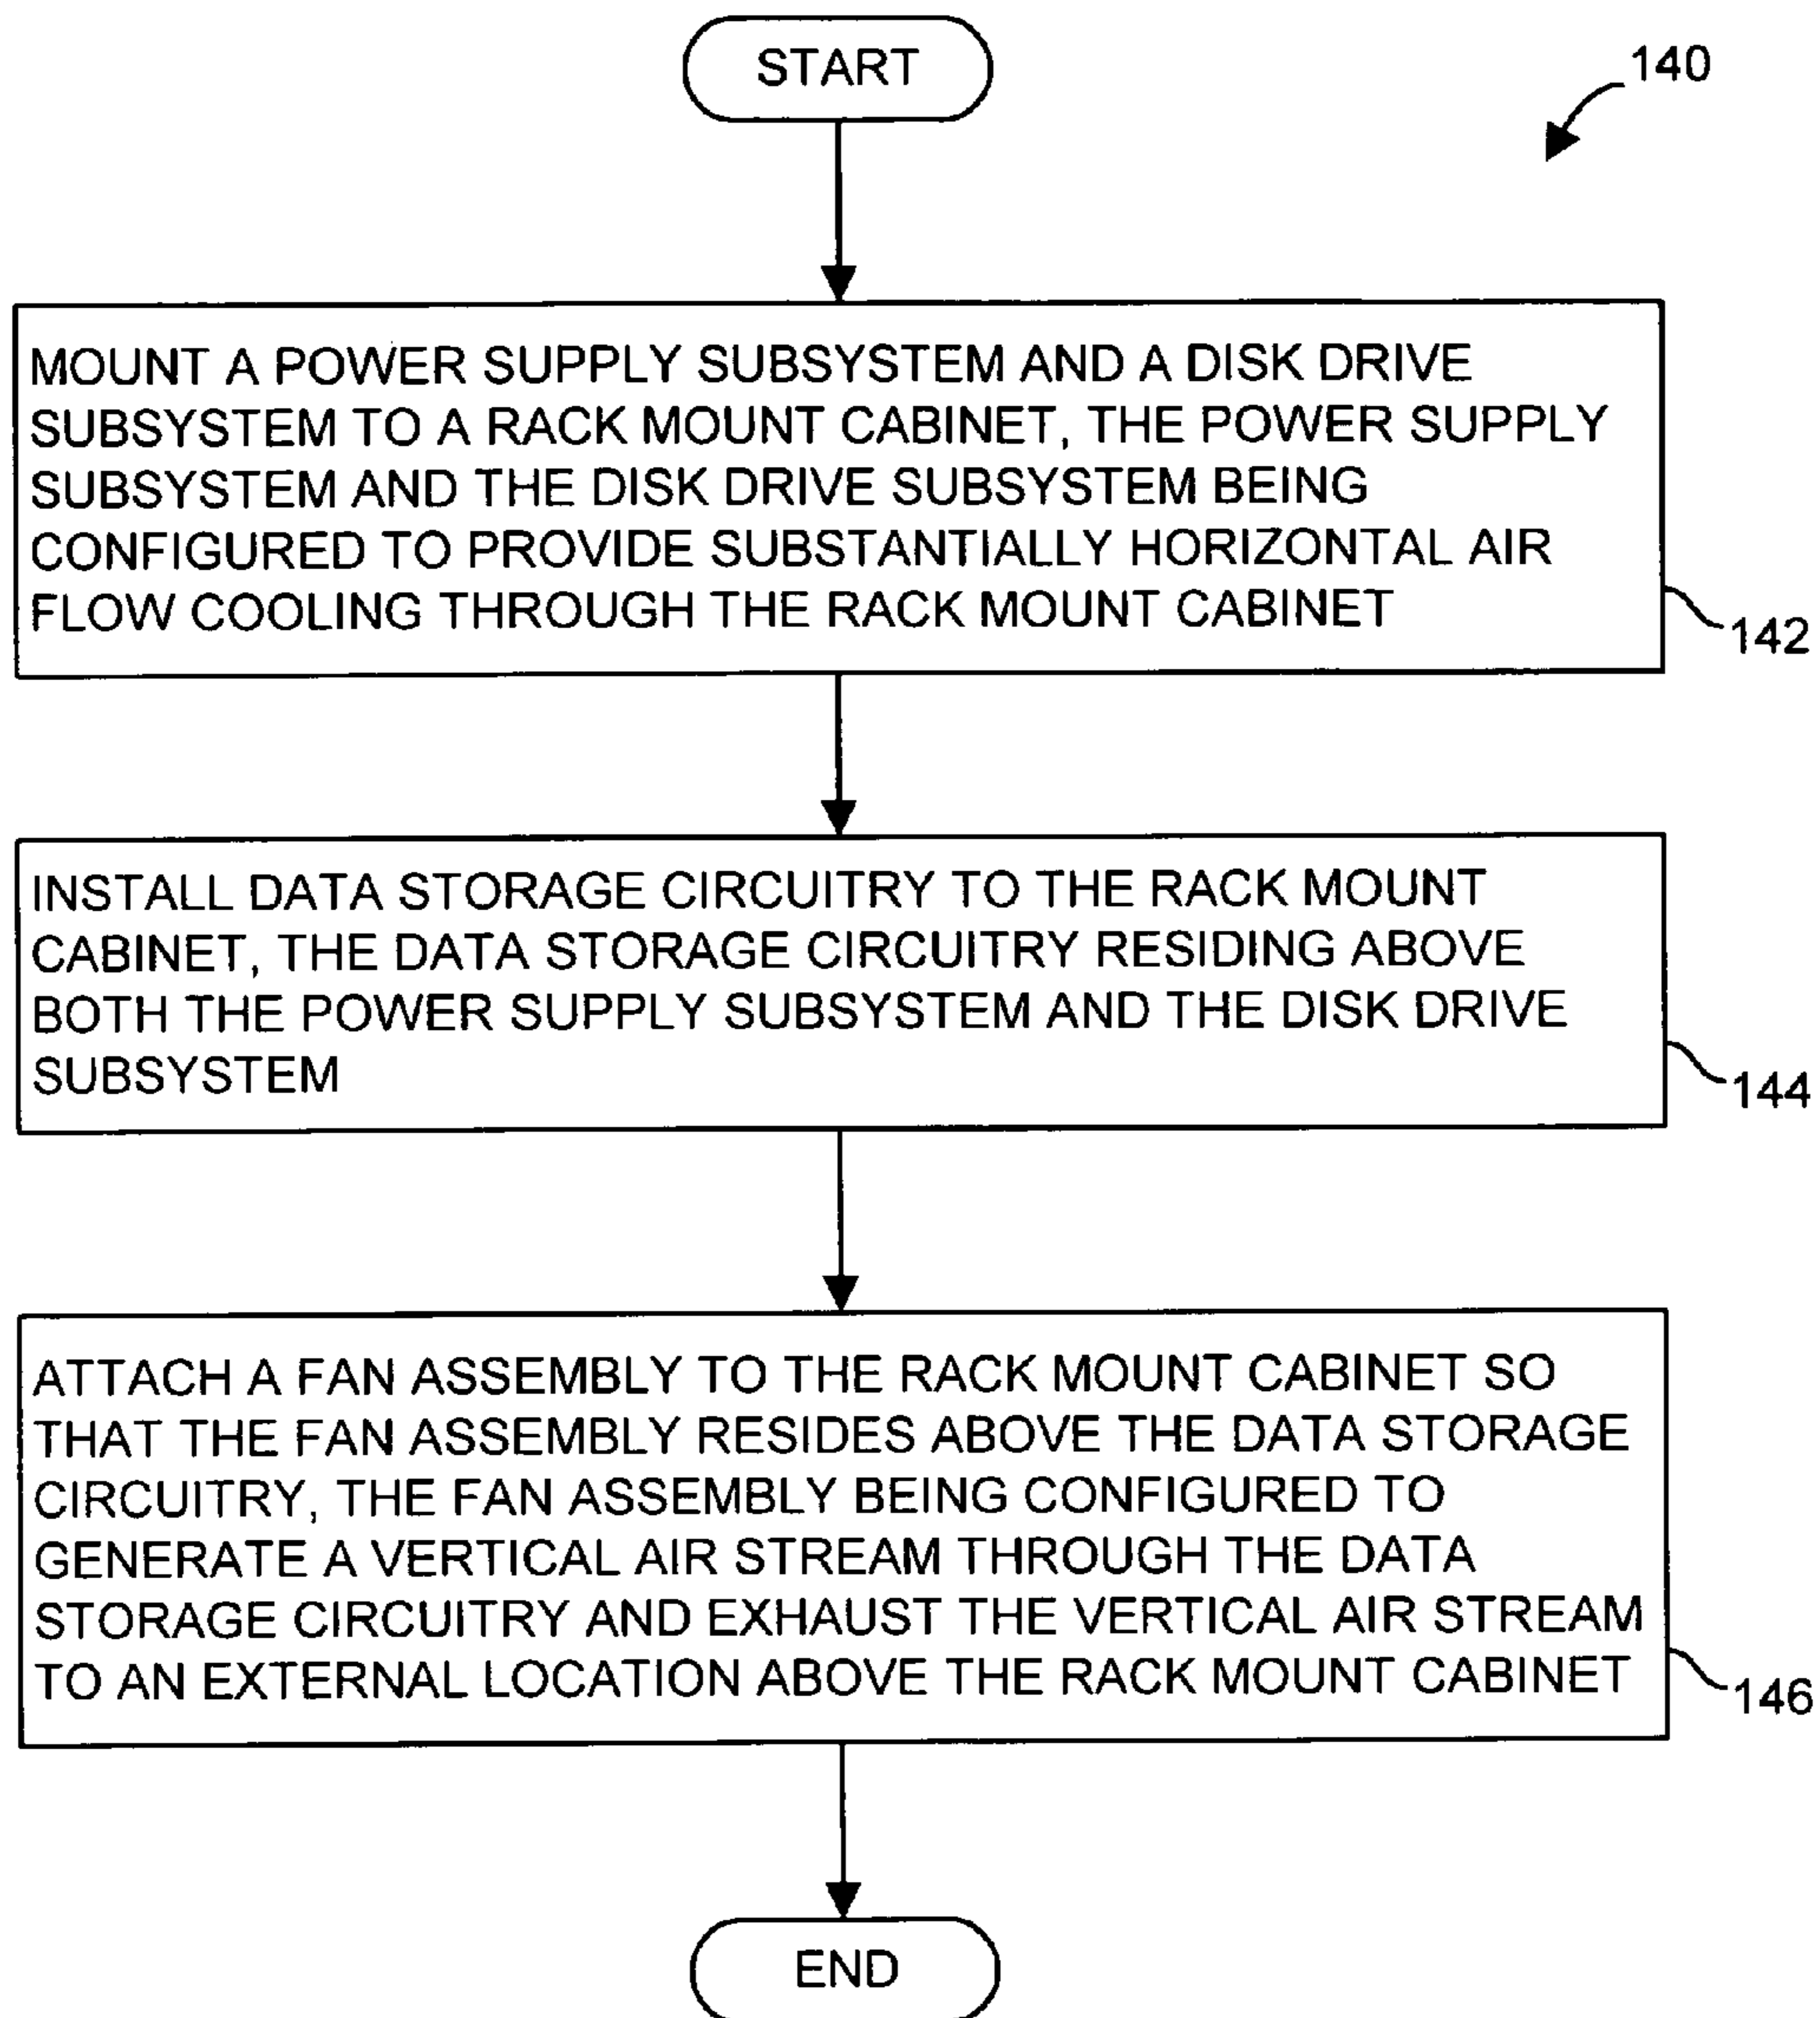 START
140
MOUNT A POWER SUPPLY SUBSYSTEM AND A DISK DRIVE
SUBSYSTEM TO A RACK MOUNT CABINET, THE POWER SUPPLY
SUBSYSTEM AND THE DISK DRIVE SUBSYSTEM BEING
CONFIGURED TO PROVIDE SUBSTANTIALLY HORIZONTAL AIR
FLOW COOLING THROUGH THE RACK MOUNT CABINET
142
INSTALL DATA STORAGE CIRCUITRY TO THE RACK MOUNT
CABINET, THE DATA STORAGE CIRCUITRY RESIDING ABOVE
BOTH THE POWER SUPPLY SUBSYSTEM AND THE DISK DRIVE
SUBSYSTEM
144
ATTACH A FAN ASSEMBLY TO THE RACK MOUNT CABINET SO
THAT THE FAN ASSEMBLY RESIDES ABOVE THE DATA STORAGE
CIRCUITRY, THE FAN ASSEMBLY BEING CONFIGURED TO
GENERATE A VERTICAL AIR STREAM THROUGH THE DATA
STORAGE CIRCUITRY AND EXHAUST THE VERTICAL AIR STREAM
TO AN EXTERNAL LOCATION ABOVE THE RACK MOUNT CABINET
146
END